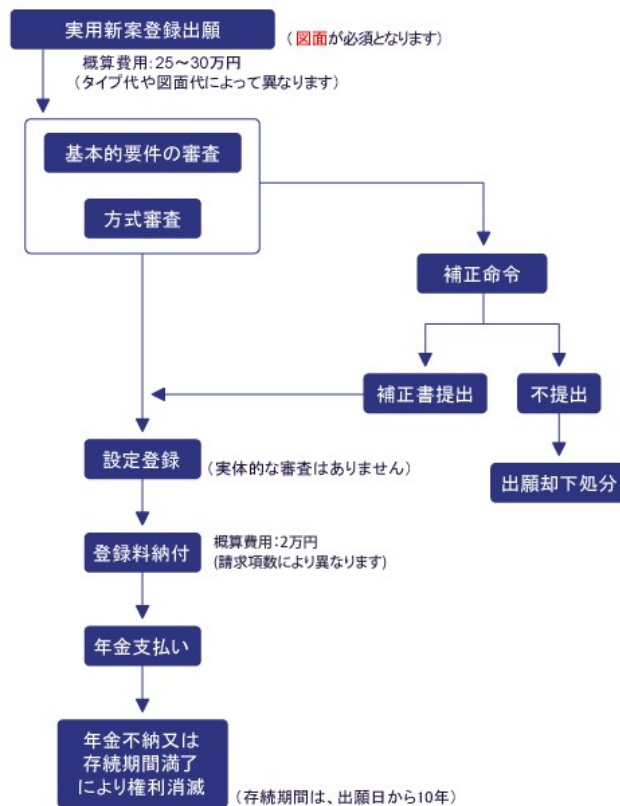 実用新案登録出願
（図面が必須となります）
概算費用：25～30万円
（タイプ代や図面代によって異なります）
基本的要件の審査
方式審査
補正命令
補正書提出
不提出
設定登録
（実体的な審査はありません）
出願却下処分
登録料納付
概算費用：2万円
(請求項数により異なります)
年金支払い
年金不納又は
存続期間満了
により権利消滅
（存続期間は、出願日から10年）